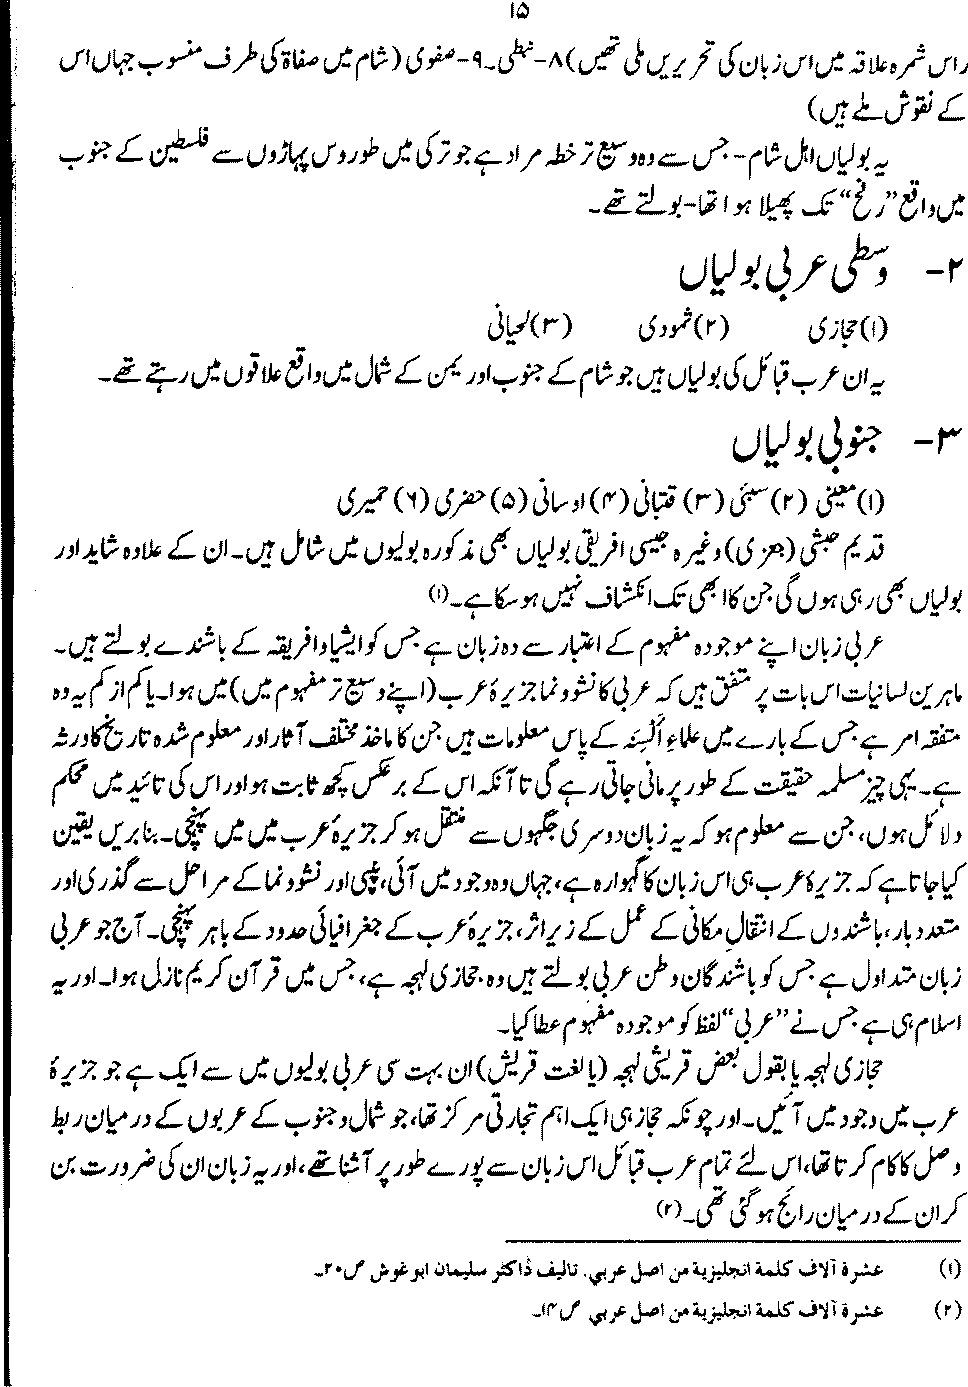 ۱۵
راس شمرہ علاقہ میں اس زبان کی تحریریں ملی تھیں) ۸- نبطی۔ ۹- صفوی (شام میں صفاة کی طرف منسوب جہاں اس
کے نقوش ملے ہیں)
یہ بولیاں اہل شام - جس سے وہ وسیع تر خطہ مراد ہے جو ترکی میں طوروس پہاڑوں سے فلسطین کے جنوب
میں واقع ”رفح“ تک پھیلا ہوا تھا - بولتے تھے۔
۲- وسطی عربی بولیاں
(۱) حجازی (۲) ثمودی (۳) لحیانی
یہ ان عرب قبائل کی بولیاں ہیں جو شام کے جنوب اور یمن کے شمال میں واقع علاقوں میں رہتے تھے۔
۳- جنوبی بولیاں
(۱) معینی (۲) سبئی (۳) قتبانی (۴) اوسانی (۵) حضرمی (۶) حمیری
قدیم حبشی (جعزی) وغیرہ جیسی افریقی بولیاں بھی مذکورہ بولیوں میں شامل ہیں۔ ان کے علاوہ شاید اور
بولیاں بھی رہی ہوں گی جن کا ابھی تک انکشاف نہیں ہو سکا ہے۔ (۱)
عربی زبان اپنے موجودہ مفہوم کے اعتبار سے وہ زبان ہے جس کو ایشیا و افریقہ کے باشندے بولتے ہیں۔
ماہرین لسانیات اس بات پر متفق ہیں کہ عربی کا نشوونما جزیرۂ عرب (اپنے وسیع تر مفہوم میں) میں ہوا۔ یا کم از کم یہ وہ
متفقہ امر ہے جس کے بارے میں علماءِ ألسنہ کے پاس معلومات ہیں جن کا ماخذ مختلف آثار اور معلوم شدہ تاریخ کا ورثہ
ہے۔ یہی چیز مسلمہ حقیقت کے طور پر مانی جاتی رہے گی تا آنکہ اس کے برعکس کچھ ثابت ہو اور اس کی تائید میں محکم
دلائل ہوں، جن سے معلوم ہو کہ یہ زبان دوسری جگہوں سے منتقل ہو کر جزیرۂ عرب میں میں پہنچی۔ بنابریں یقین
کیا جاتا ہے کہ جزیرۂ عرب ہی اس زبان کا گہوارہ ہے، جہاں وہ وجود میں آئی، پنپی اور نشوونما کے مراحل سے گذری اور
متعدد بار، باشندوں کے انتقالِ مکانی کے عمل کے زیر اثر، جزیرۂ عرب کے جغرافیائی حدود کے باہر پہنچی۔ آج جو عربی
زبان متداول ہے جس کو باشندگان وطن عربی بولتے ہیں وہ حجازی لہجہ ہے، جس میں قرآن کریم نازل ہوا۔ اور یہ
اسلام ہی ہے جس نے ”عربی“ لفظ کو موجودہ مفہوم عطا کیا۔
حجازی لہجہ یا بقول بعض قریشی لہجہ (یا لغت قریش) ان بہت سی عربی بولیوں میں سے ایک ہے جو جزیرۂ
عرب میں وجود میں آئیں۔ اور چونکہ حجاز ہی ایک اہم تجارتی مرکز تھا، جو شمال و جنوب کے عربوں کے درمیان ربط
وصل کا کام کرتا تھا، اس لئے تمام عرب قبائل اس زبان سے پورے طور پر آشنا تھے، اور یہ زبان ان کی ضرورت بن
کر ان کے درمیان رائج ہو گئی تھی۔ (۲)
(۱) عشرة آلاف كلمة انجليزية من اصل عربي. تالیف ڈاکٹر سلیمان ابو غوش ص ۲۰۔
(۲) عشرة آلاف كلمة انجليزية من اصل عربي ص ۱۴۔